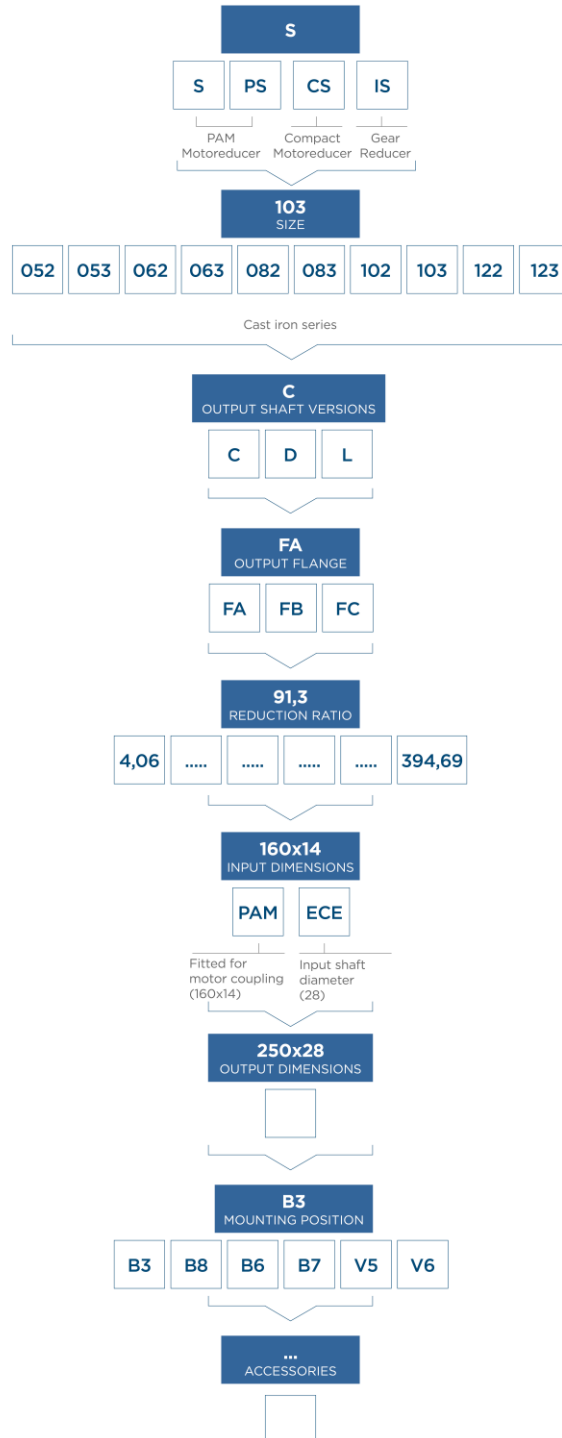 S
S PS CS IS
PAM Motoreducer
Compact Motoreducer
Gear Reducer
103
SIZE
052 053 062 063 082 083 102 103 122 123
Cast iron series
C
OUTPUT SHAFT VERSIONS
C D L
FA
OUTPUT FLANGE
FA FB FC
91,3
REDUCTION RATIO
4,06 ..... ..... ..... ..... 394,69
160x14
INPUT DIMENSIONS
PAM ECE
Fitted for
motor coupling
(160x14)
Input shaft
diameter
(28)
250x28
OUTPUT DIMENSIONS
B3
MOUNTING POSITION
B3 B8 B6 B7 V5 V6
...
ACCESSORIES